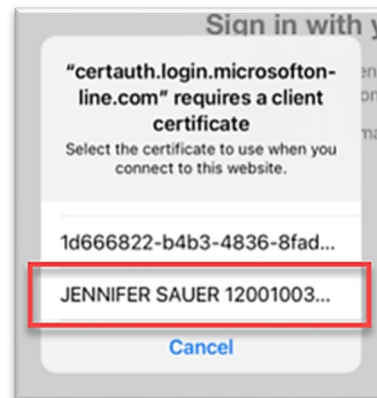 Sign in with y
"certauth.login.microsofton-
line.com" requires a client
certificate
Select the certificate to use when you
connect to this website.
1d666822-b4b3-4836-8fad...
JENNIFER SAUER 12001003...
Cancel